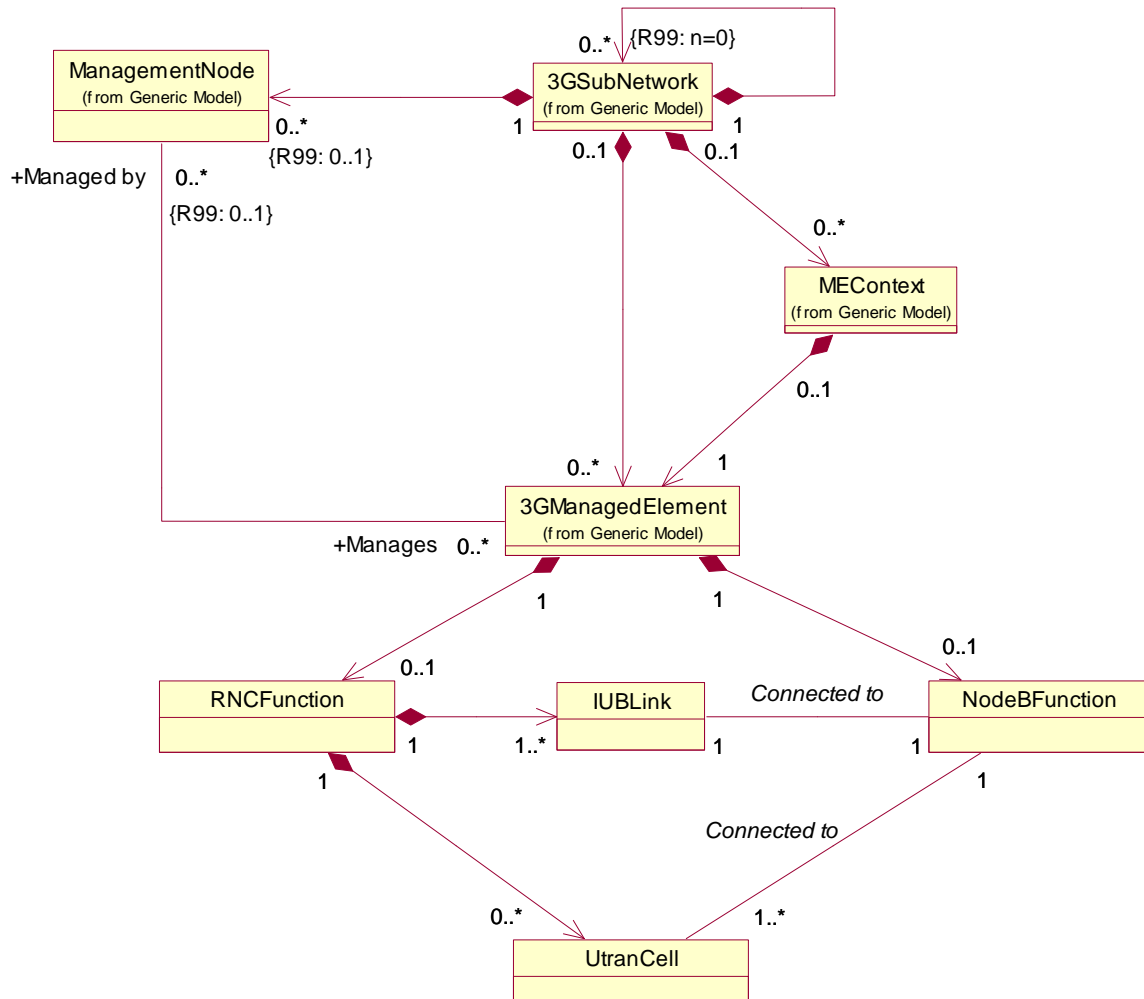 0..*
{R99: n=0}
ManagementNode
(from Generic Model)
3GSubNetwork
(from Generic Model)
0..*
{R99: 0..1}
1
1
0..1
0..1
+Managed by
0..*
{R99: 0..1}
0..*
MEContext
(from Generic Model)
0..1
0..*
1
3GManagedElement
(from Generic Model)
+Manages
0..*
1
1
0..1
0..1
RNCFunction
IUBLink
Connected to
NodeBFunction
1
1..*
1
1
1
1
Connected to
0..*
1..*
UtranCell